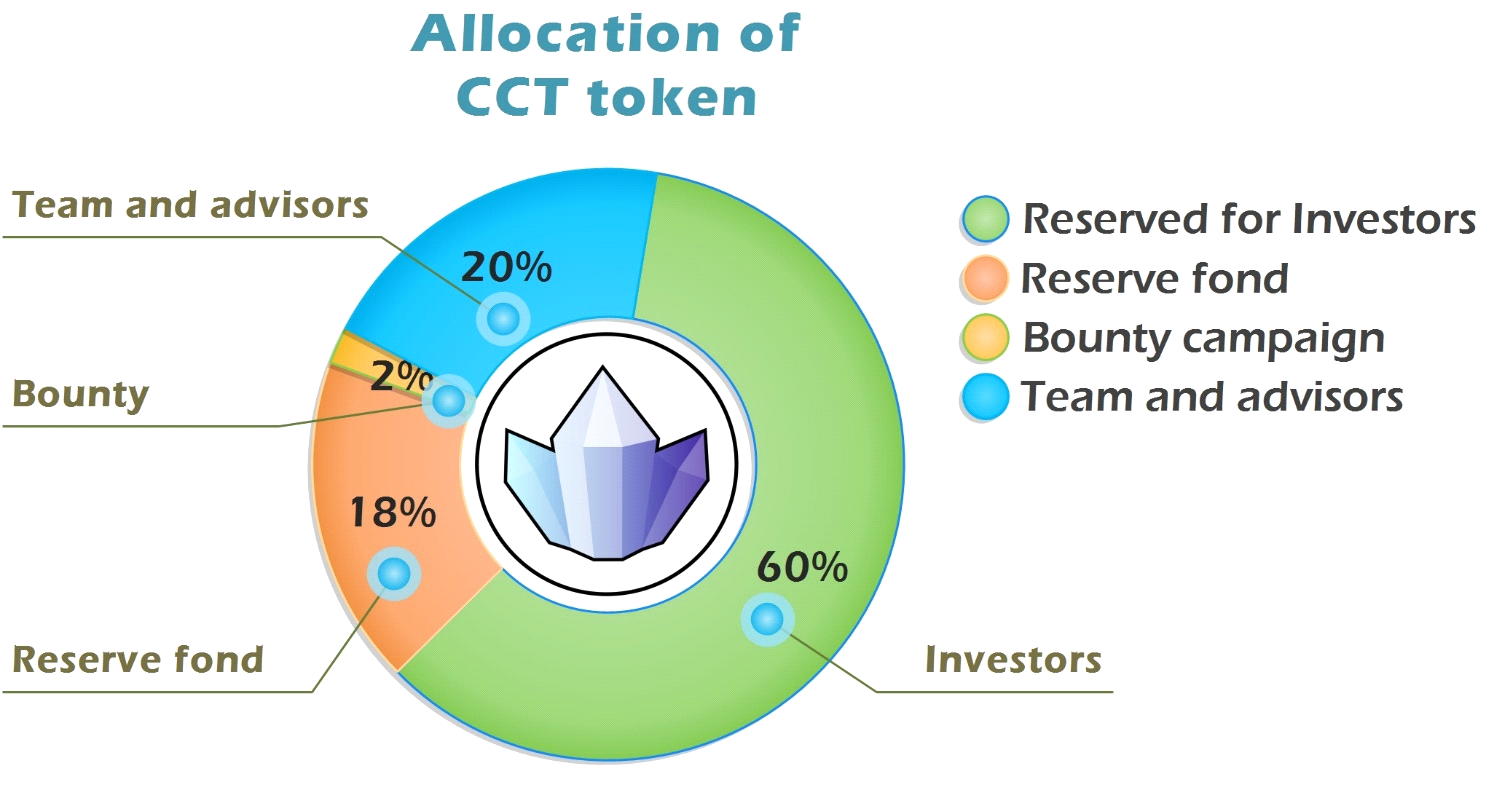 Allocation of
CCT token
Team and advisors
20%
Bounty
2%
18%
Reserve fond
60%
Investors
Reserved for Investors
Reserve fond
Bounty campaign
Team and advisors